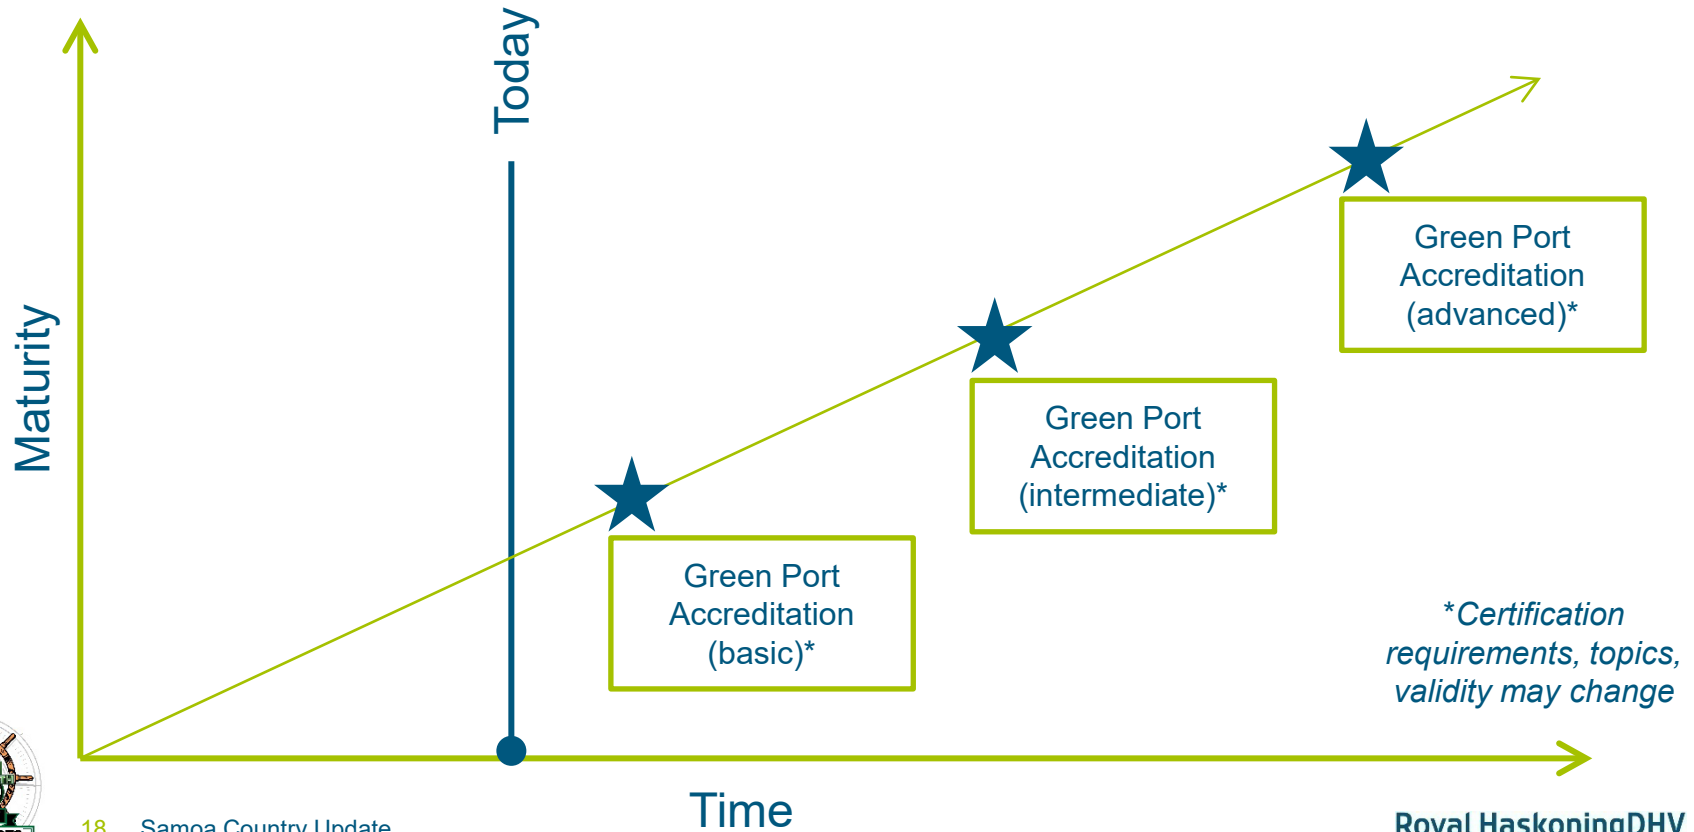 Today
Maturity
Green Port
Accreditation
(advanced)*
Green Port
Accreditation
(intermediate)*
Green Port
Accreditation
(basic)*
*Certification
requirements, topics,
validity may change
Time
18 Samoa Country Update
Royal HaskoningDHV